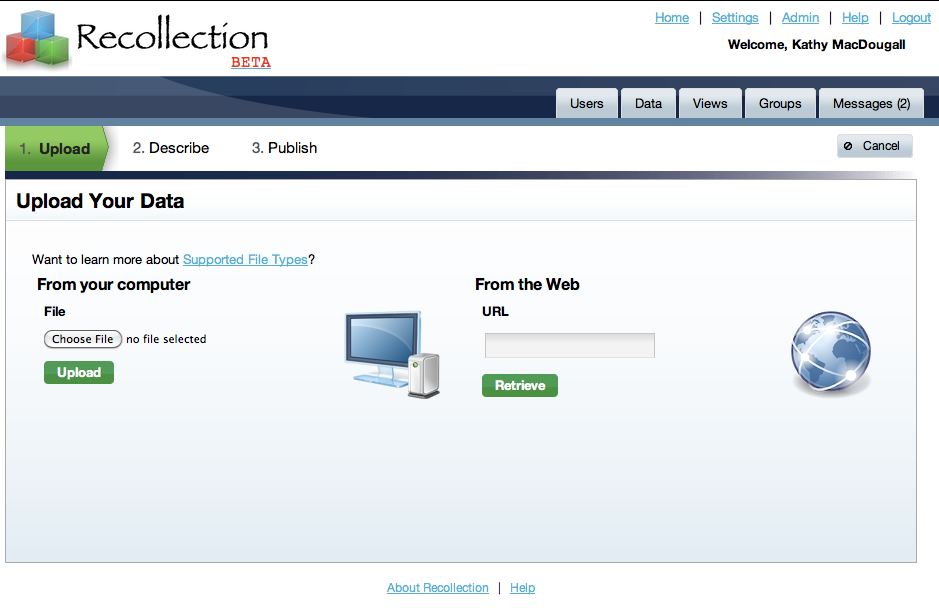 Recollection
BETA
Home | Settings | Admin | Help | Logout
Welcome, Kathy MacDougall
Users Data Views Groups Messages (2)
1. Upload 2. Describe 3. Publish Cancel
Upload Your Data
Want to learn more about Supported File Types?
From your computer
File
Choose File no file selected
Upload
From the Web
URL
Retrieve
About Recollection | Help